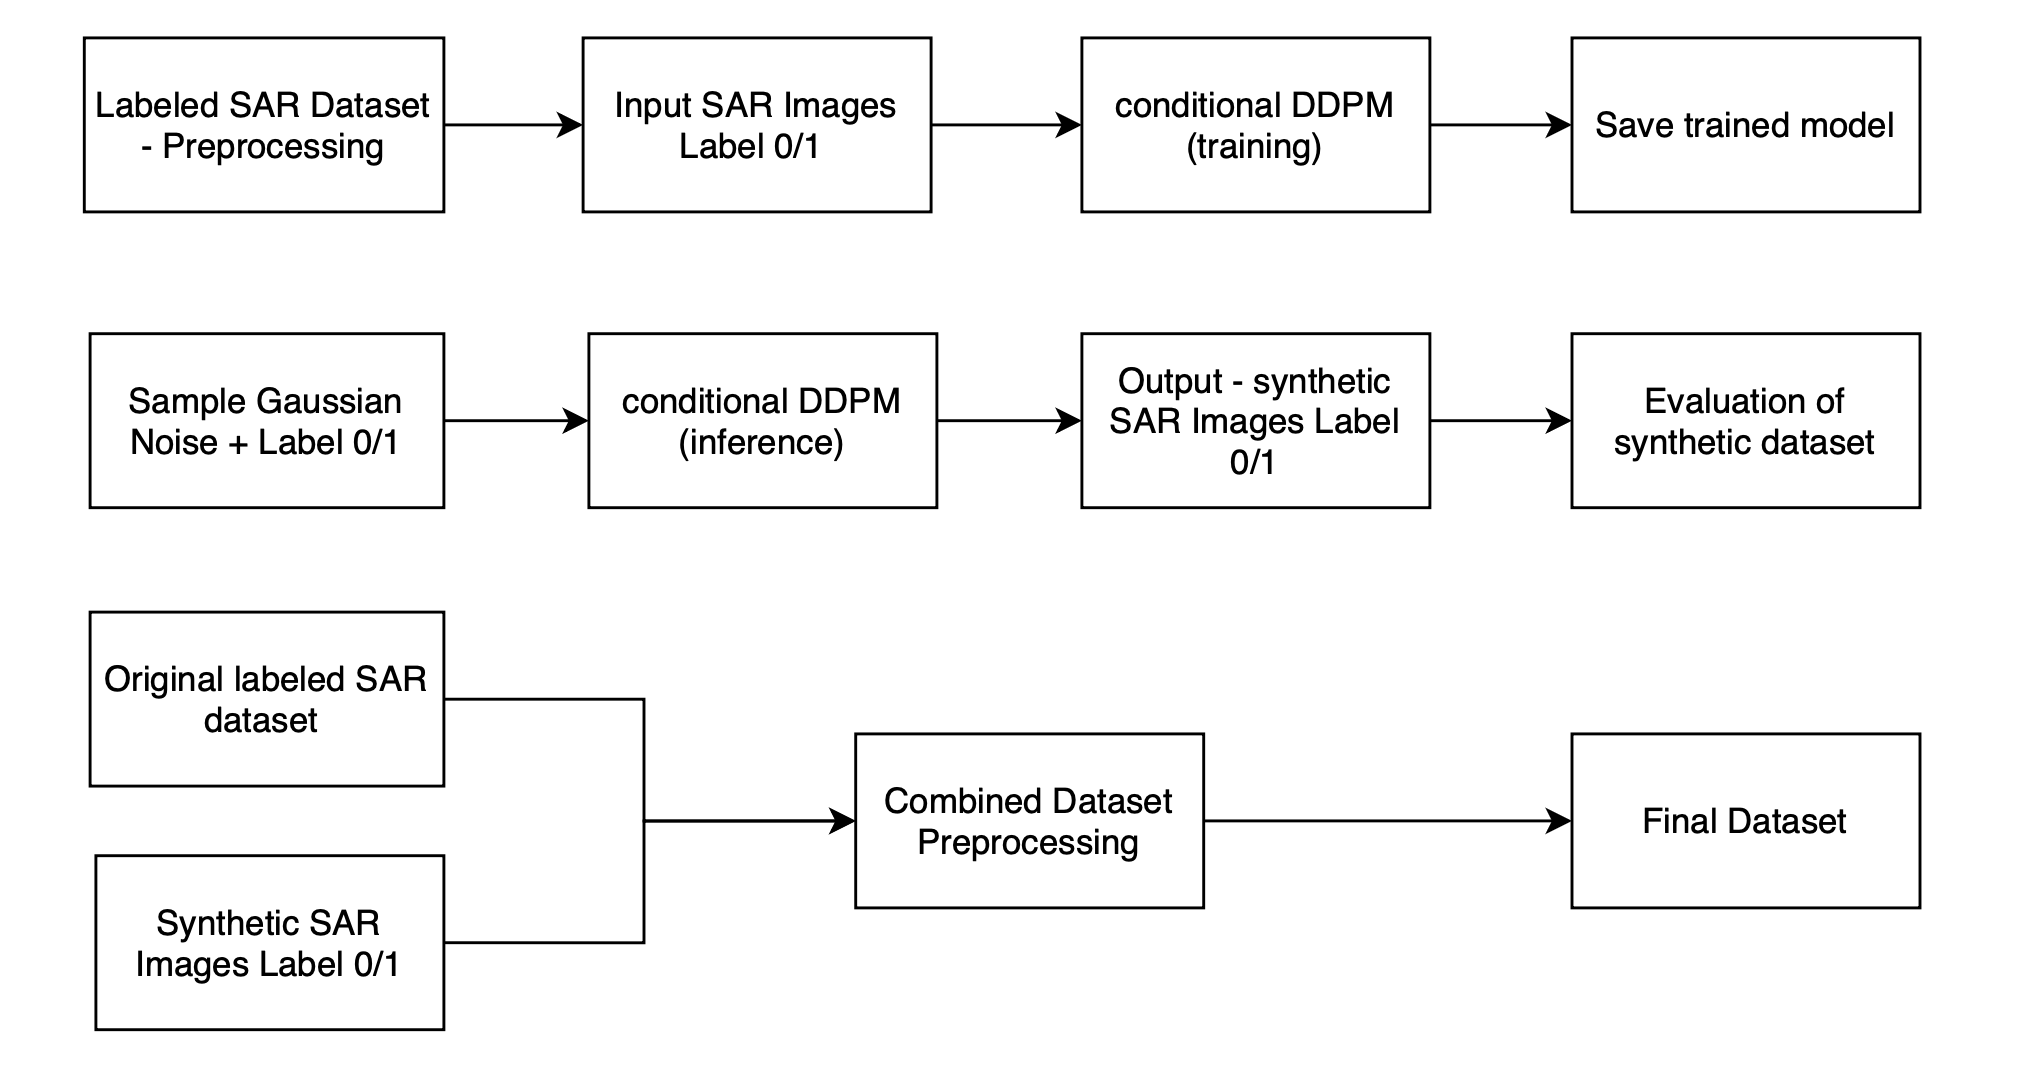 Labeled SAR Dataset
- Preprocessing
Input SAR Images
Label 0/1
conditional DDPM
(training)
Save trained model
Sample Gaussian
Noise + Label 0/1
conditional DDPM
(inference)
Output - synthetic
SAR Images Label
0/1
Evaluation of
synthetic dataset
Original labeled SAR
dataset
Synthetic SAR
Images Label 0/1
Combined Dataset
Preprocessing
Final Dataset